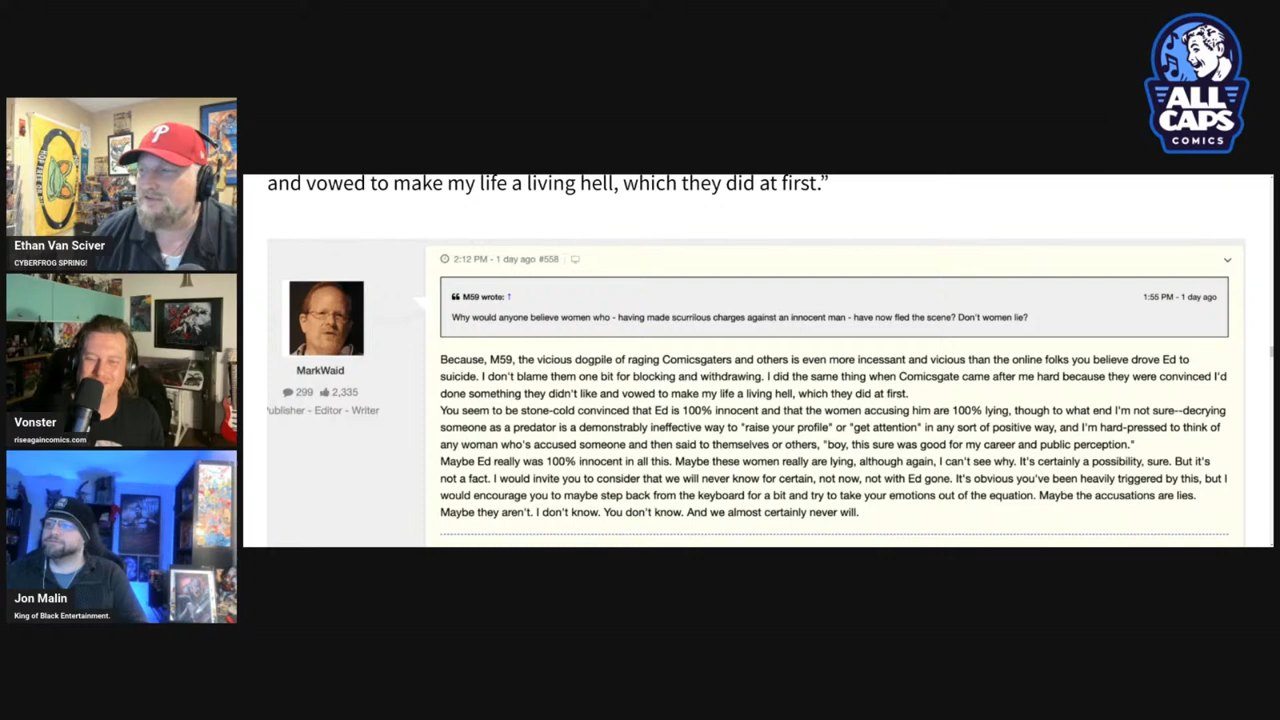 ALL
CAPS
COMICS
and vowed to make my life a living hell, which they did at first.”
Ethan Van Sciver
CYBERFROG SPRING!
Vonster
riseagaincomics.com
Jon Malin
King of Black Entertainment.
2:12 PM - 1 day ago #558
M59 wrote: ↑
1:55 PM - 1 day ago
Why would anyone believe women who - having made scurrilous charges against an innocent man - have now fled the scene? Don't women lie?
MarkWaid
299 2,335
ublisher - Editor - Writer
Because, M59, the vicious dogpile of raging Comicsgaters and others is even more incessant and vicious than the online folks you believe drove Ed to
suicide. I don't blame them one bit for blocking and withdrawing. I did the same thing when Comicsgate came after me hard because they were convinced I'd
done something they didn't like and vowed to make my life a living hell, which they did at first.
You seem to be stone-cold convinced that Ed is 100% innocent and that the women accusing him are 100% lying, though to what end I'm not sure--decrying
someone as a predator is a demonstrably ineffective way to "raise your profile" or "get attention" in any sort of positive way, and I'm hard-pressed to think of
any woman who's accused someone and then said to themselves or others, "boy, this sure was good for my career and public perception."
Maybe Ed really was 100% innocent in all this. Maybe these women really are lying, although again, I can't see why. It's certainly a possibility, sure. But it's
not a fact. I would invite you to consider that we will never know for certain, not now, not with Ed gone. It's obvious you've been heavily triggered by this, but I
would encourage you to maybe step back from the keyboard for a bit and try to take your emotions out of the equation. Maybe the accusations are lies.
Maybe they aren't. I don't know. You don't know. And we almost certainly never will.